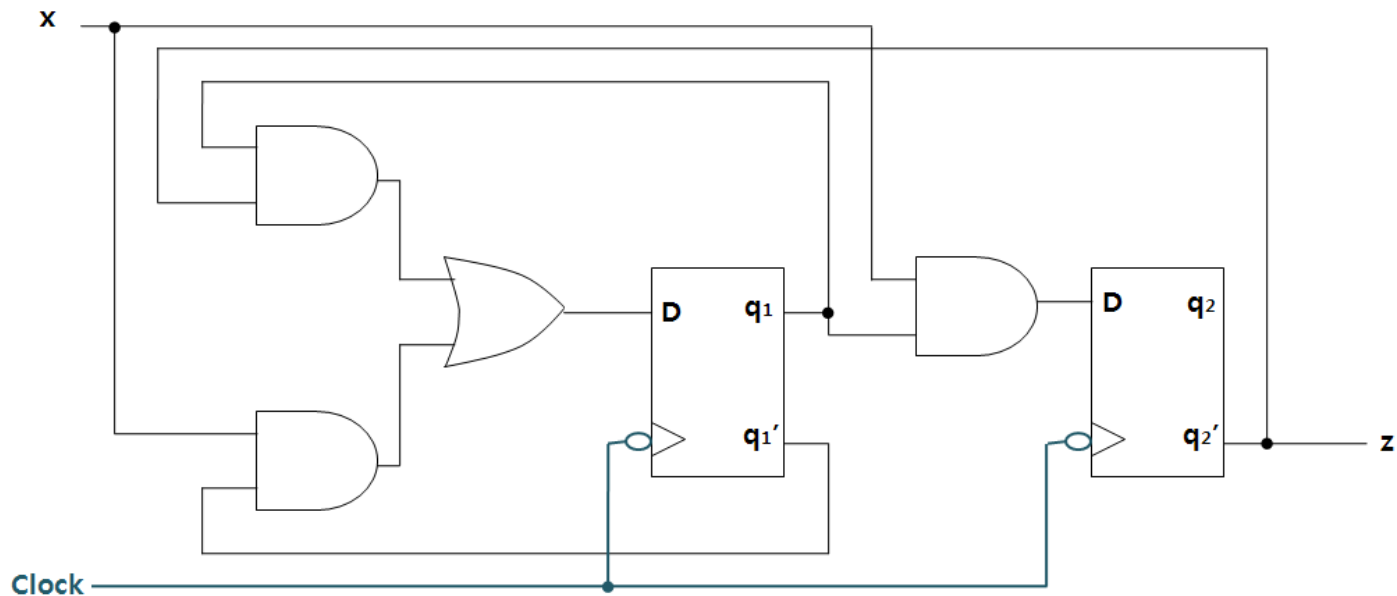 x
D q₁
q₁′
D q₂
q₂′
z
Clock